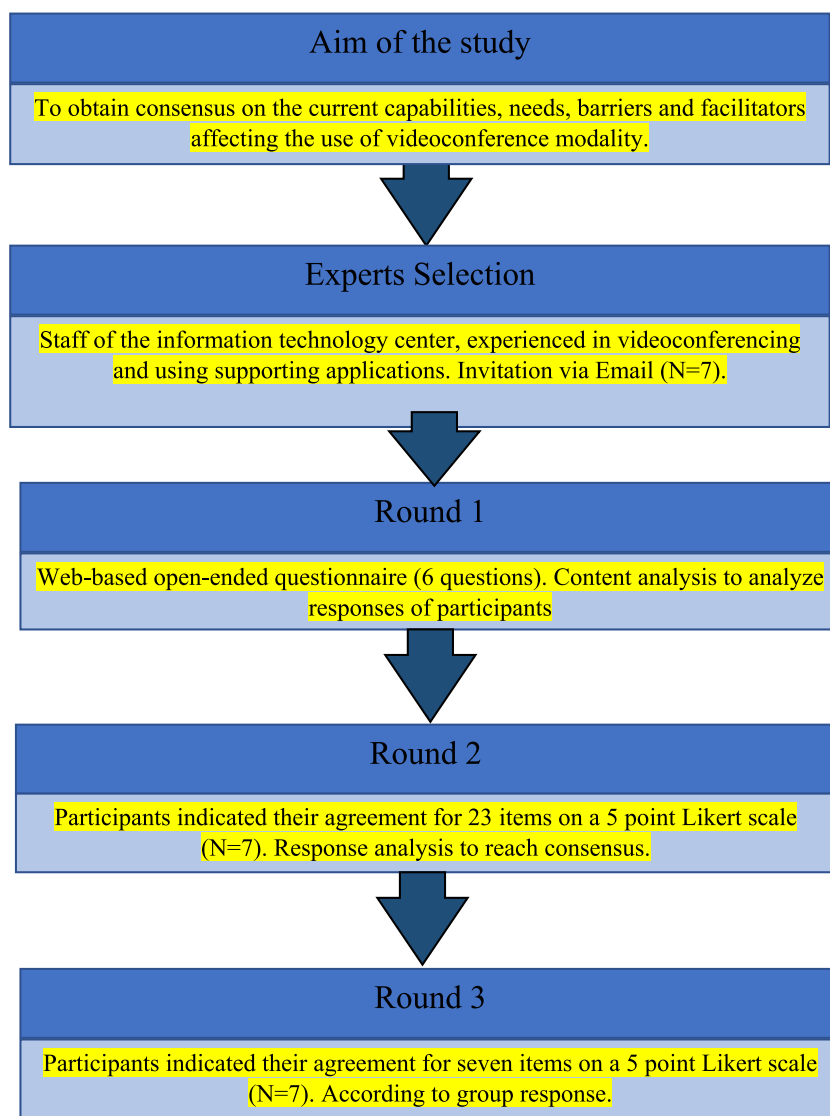 Aim of the study
To obtain consensus on the current capabilities, needs, barriers and facilitators
affecting the use of videoconference modality.
Experts Selection
Staff of the information technology center, experienced in videoconferencing
and using supporting applications. Invitation via Email (N=7).
Round 1
Web-based open-ended questionnaire (6 questions). Content analysis to analyze
responses of participants
Round 2
Participants indicated their agreement for 23 items on a 5 point Likert scale
(N=7). Response analysis to reach consensus.
Round 3
Participants indicated their agreement for seven items on a 5 point Likert scale
(N=7). According to group response.